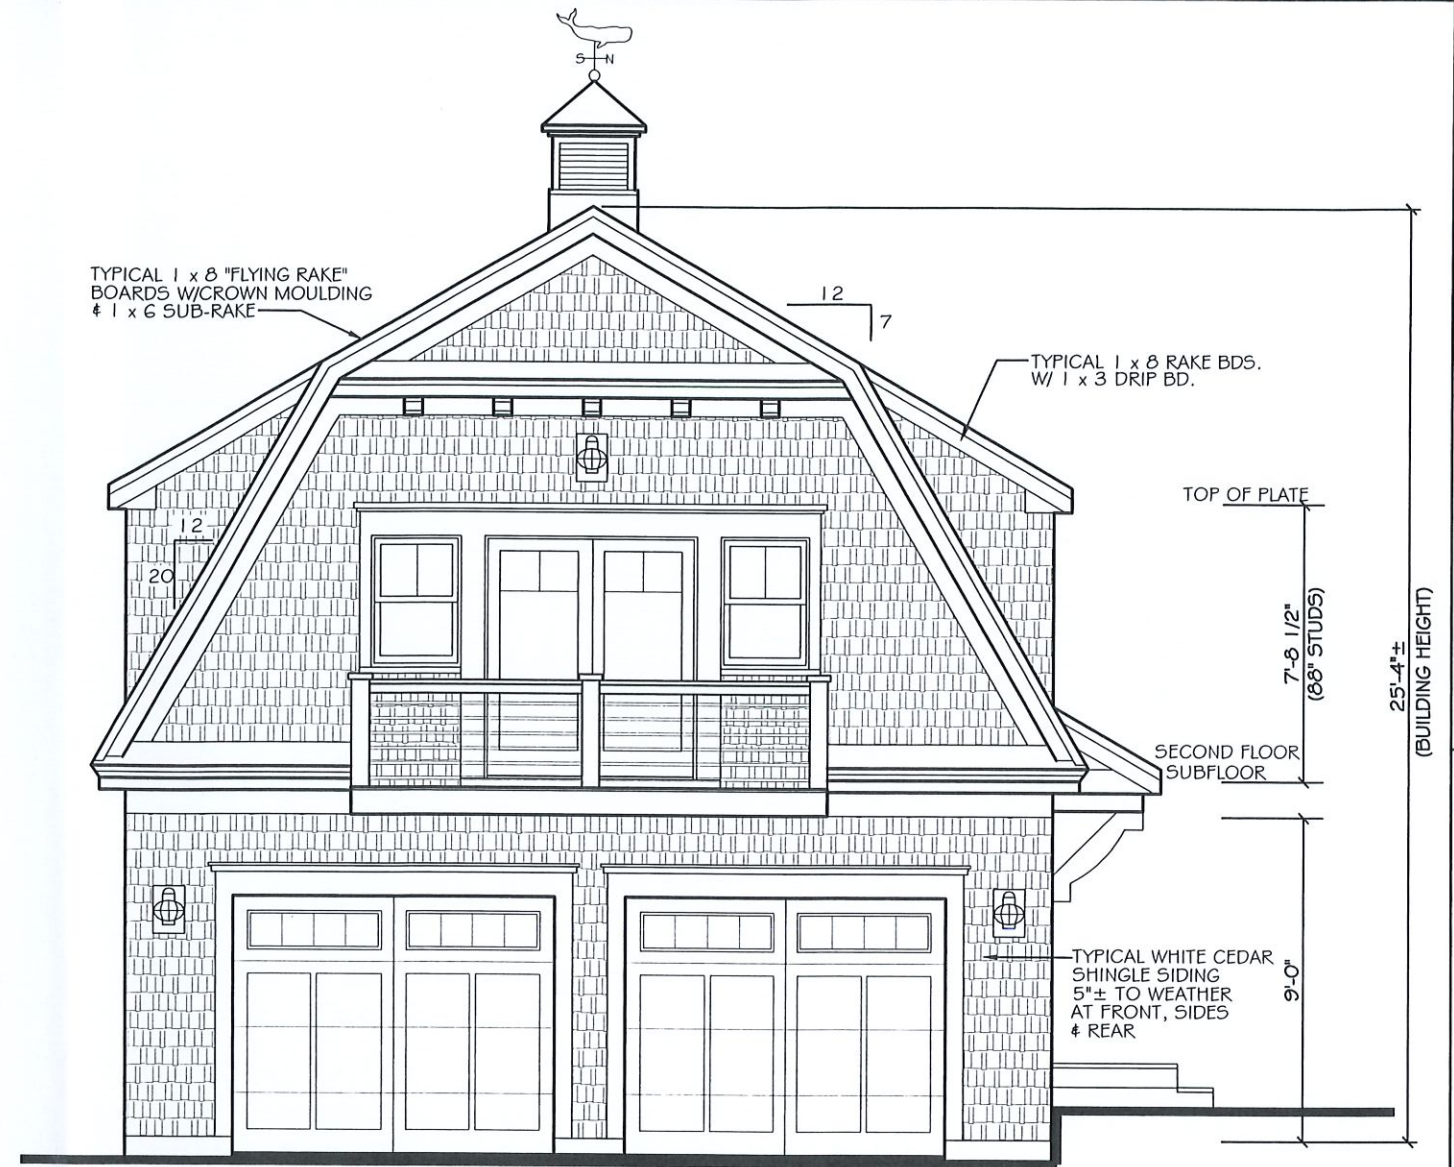 S N
TYPICAL 1 x 8 "FLYING RAKE"
BOARDS W/CROWN MOULDING
& 1 x 6 SUB-RAKE
12
7
TYPICAL 1 x 8 RAKE BDS.
W/ 1 x 3 DRIP BD.
TOP OF PLATE
12
20
7'-8 1/2"
(88" STUDS)
25'-4"±
(BUILDING HEIGHT)
SECOND FLOOR
SUBFLOOR
9'-0"
TYPICAL WHITE CEDAR
SHINGLE SIDING
5"± TO WEATHER
AT FRONT, SIDES
& REAR